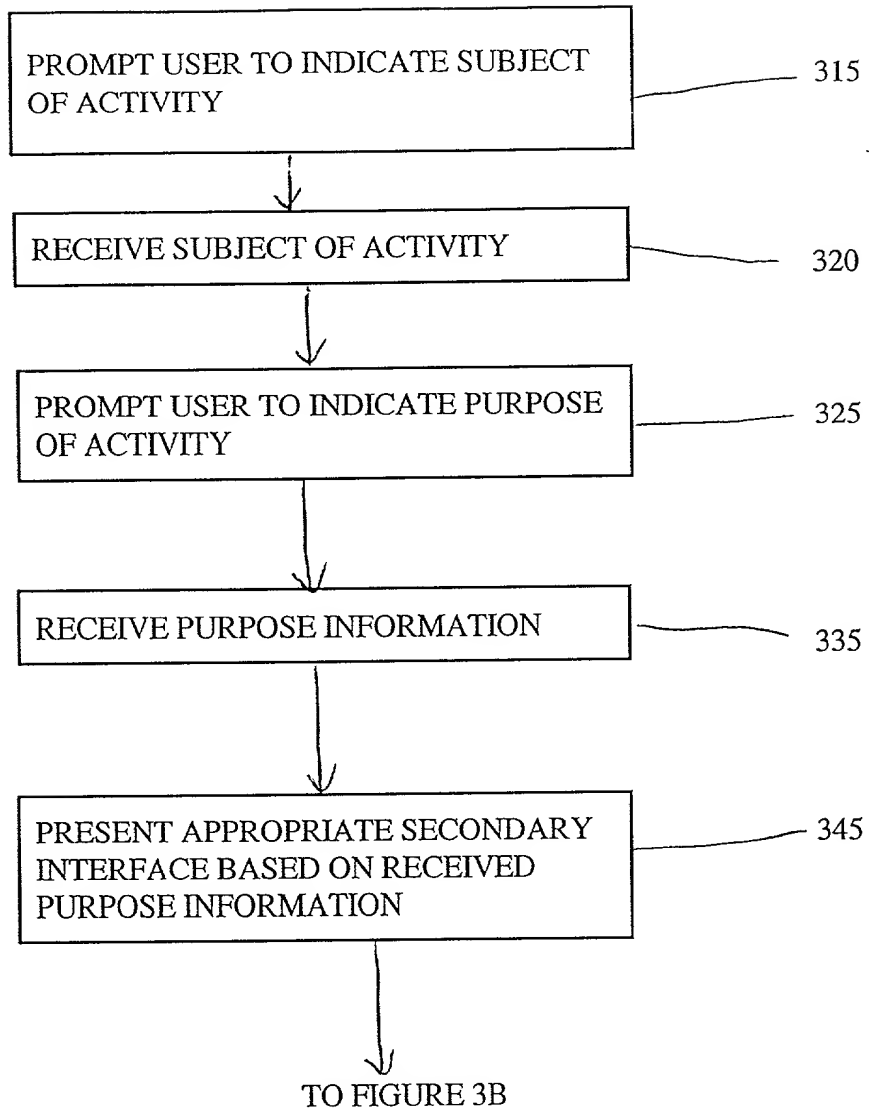 PROMPT USER TO INDICATE SUBJECT
OF ACTIVITY
315
RECEIVE SUBJECT OF ACTIVITY
320
PROMPT USER TO INDICATE PURPOSE
OF ACTIVITY
325
RECEIVE PURPOSE INFORMATION
335
PRESENT APPROPRIATE SECONDARY
INTERFACE BASED ON RECEIVED
PURPOSE INFORMATION
345
TO FIGURE 3B